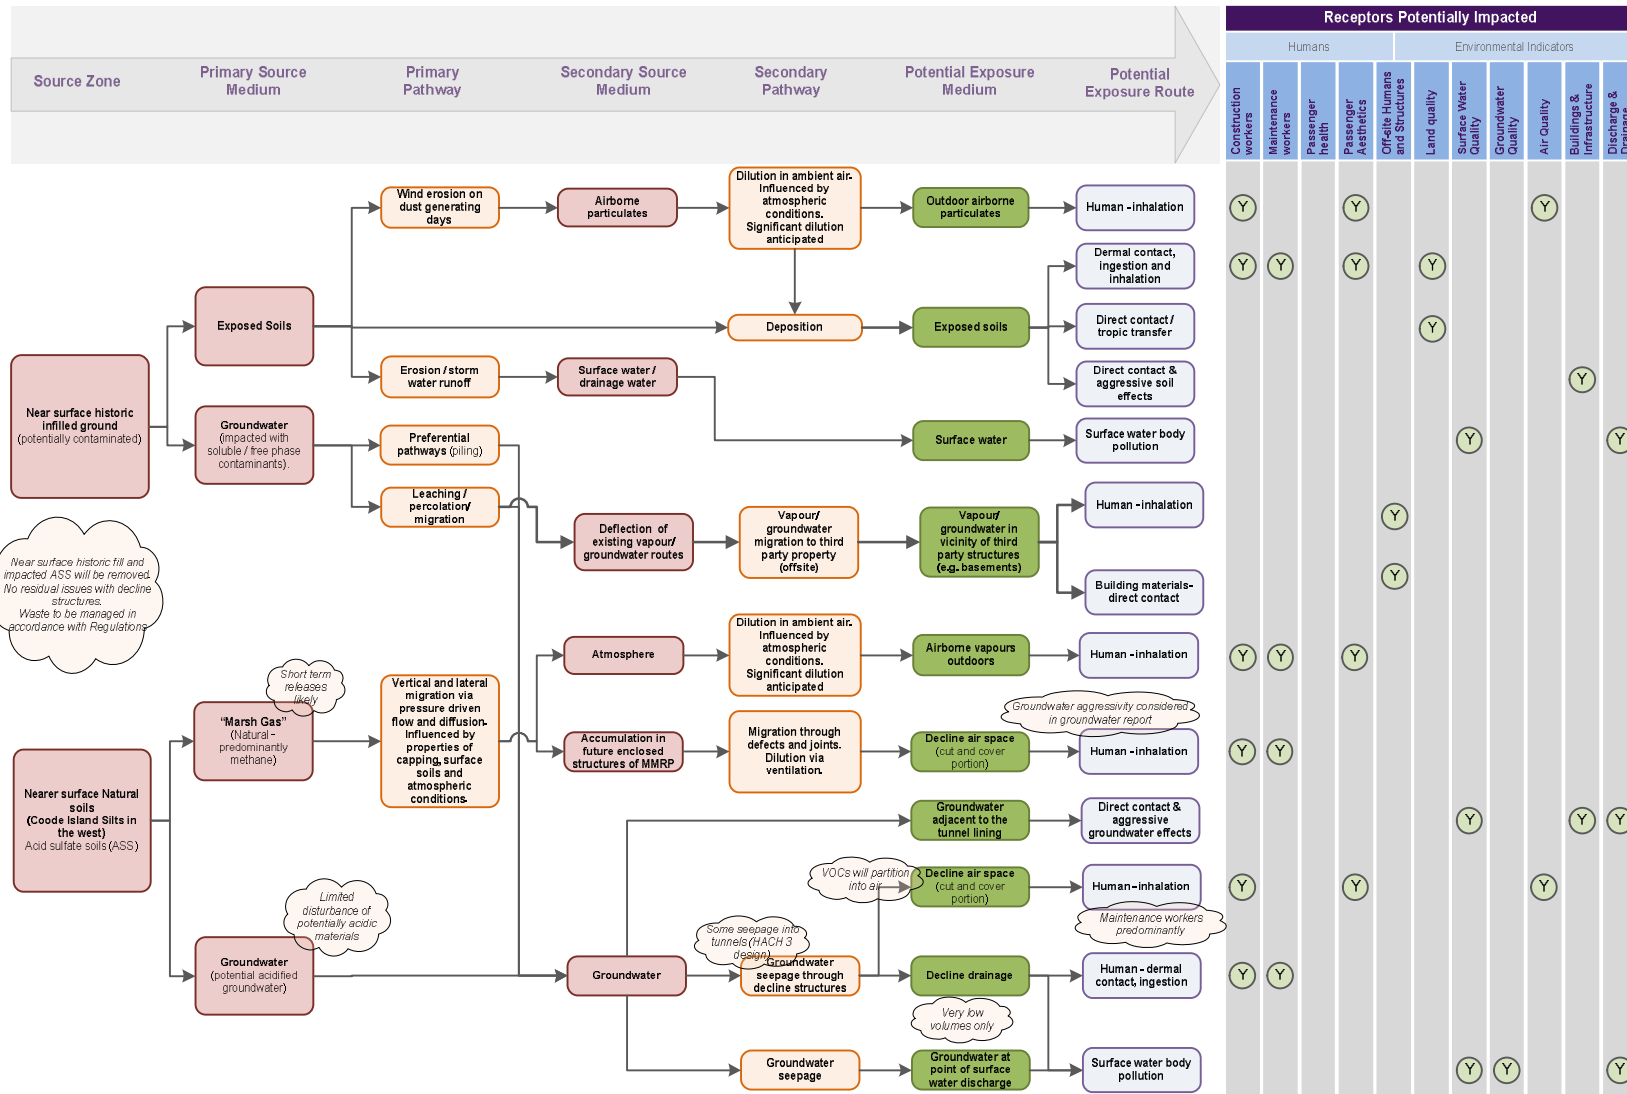 Receptors Potentially Impacted
Humans
Environmental Indicators
Source Zone
Primary Source
Medium
Primary
Pathway
Secondary Source
Medium
Secondary
Pathway
Potential Exposure
Medium
Potential
Exposure Route
Construction
workers
Maintenance
workers
Passenger
health
Passenger
Aesthetics
Off-site Humans
and Structures
Land quality
Surface Water
Quality
Groundwater
Quality
Air Quality
Buildings &
Infrastructure
Discharge &
Drainage
Wind erosion on
dust generating
days
Airborne
particulates
Dilution in ambient air-
Influenced by
atmospheric
conditions.
Significant dilution
anticipated
Outdoor airborne
particulates
Human - inhalation
Y
Y
Y
Dermal contact,
ingestion and
inhalation
Y
Y
Y
Y
Exposed Soils
Deposition
Exposed soils
Direct contact /
tropic transfer
Y
Erosion / storm
water runoff
Surface water /
drainage water
Direct contact &
aggressive soil
effects
Y
Near surface historic
infilled ground
(potentially contaminated)
Groundwater
(impacted with
soluble / free phase
contaminants).
Preferential
pathways (piling)
Surface water
Surface water body
pollution
Y
Y
Leaching /
percolation/
migration
Deflection of
existing vapour/
groundwater routes
Vapour/
groundwater
migration to third
party property
(offsite)
Vapour/
groundwater in
vicinity of third
party structures
(e.g. basements)
Human - inhalation
Y
Building materials-
direct contact
Y
Near surface historic fill and
impacted ASS will be removed.
No residual issues with decline
structures.
Waste to be managed in
accordance with Regulations
Short term
releases
likely
“Marsh Gas”
(Natural -
predominantly
methane)
Vertical and lateral
migration via
pressure driven
flow and diffusion-
Influenced by
properties of
capping, surface
soils and
atmospheric
conditions.
Atmosphere
Dilution in ambient air-
Influenced by
atmospheric
conditions.
Significant dilution
anticipated
Airborne vapours
outdoors
Human - inhalation
Y
Y
Y
Groundwater aggressivity considered
in groundwater report
Accumulation in
future enclosed
structures of MMRP
Migration through
defects and joints.
Dilution via
ventilation.
Decline air space
(cut and cover
portion)
Human - inhalation
Y
Y
Nearer surface Natural
soils
(Coode Island Silts in
the west)
Acid sulfate soils (ASS)
Groundwater
adjacent to the
tunnel lining
Direct contact &
aggressive
groundwater effects
Y
Y
Y
VOCs will partition
into air
Decline air space
(cut and cover
portion)
Human - inhalation
Y
Y
Y
Maintenance workers
predominantly
Limited
disturbance of
potentially acidic
materials
Some seepage into
tunnels (HACH 3
design)
Groundwater
(potential acidified
groundwater)
Groundwater
Groundwater
seepage through
decline structures
Decline drainage
Human - dermal
contact, ingestion
Y
Y
Very low
volumes only
Groundwater
seepage
Groundwater at
point of surface
water discharge
Surface water body
pollution
Y
Y
Y